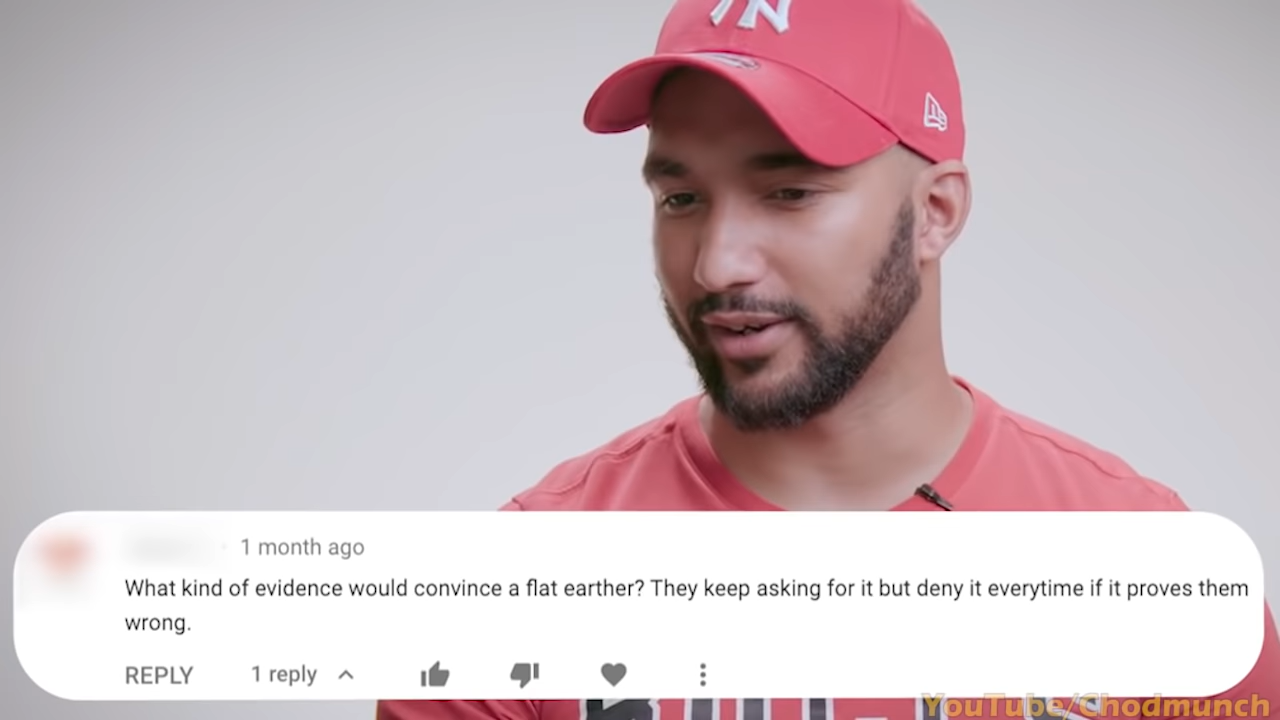 NY
1 month ago
What kind of evidence would convince a flat earther? They keep asking for it but deny it everytime if it proves them
wrong.
REPLY 1 reply
YouTube/Chodmunch